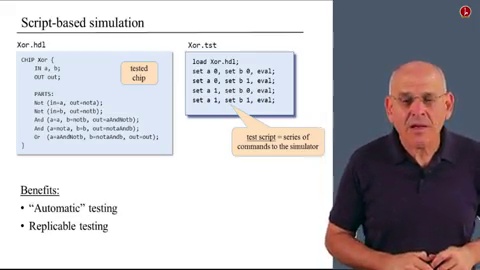 Script-based simulation
Xor.hdl
CHIP Xor {
IN a, b;
OUT out;
PARTS:
Not (in=a, out=nota);
Not (in=b, out=notb);
And (a=a, b=notb, out=aAndNotb);
And (a=nota, b=b, out=notaAndb);
Or (a=aAndNotb, b=notaAndb, out=out);
}
tested
chip
Xor.tst
load Xor.hdl;
set a 0, set b 0, eval;
set a 0, set b 1, eval;
set a 1, set b 0, eval;
set a 1, set b 1, eval;
test script = series of
commands to the simulator
Benefits:
• “Automatic” testing
• Replicable testing